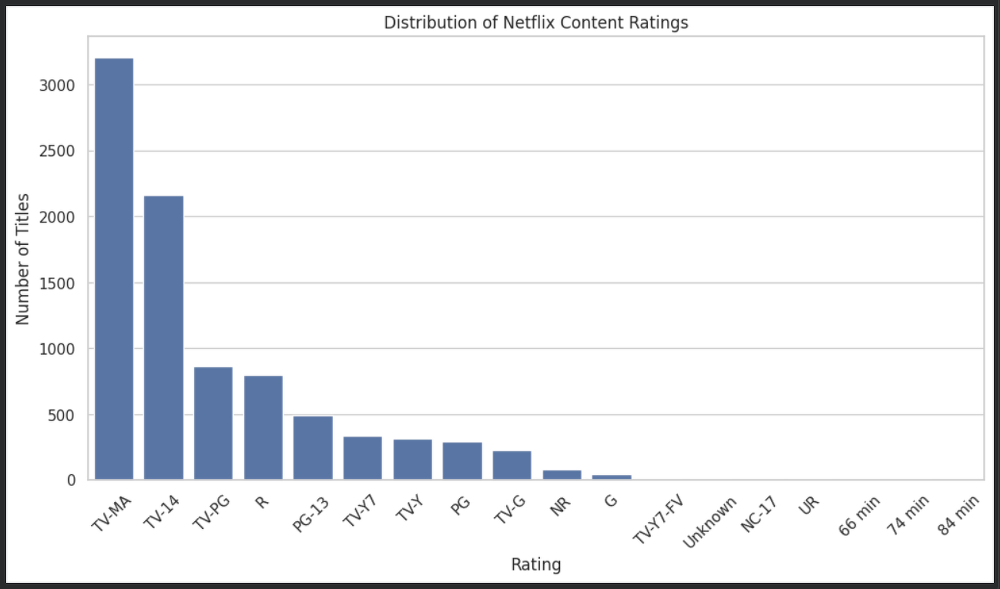 Distribution of Netflix Content Ratings
Number of Titles
3000
2500
2000
1500
1000
500
0
TV-MA
TV-14
TV-PG
R
PG-13
TV-Y7
TV-Y
PG
TV-G
NR
G
TV-Y7-FV
Unknown
NC-17
UR
66 min
74 min
84 min
Rating